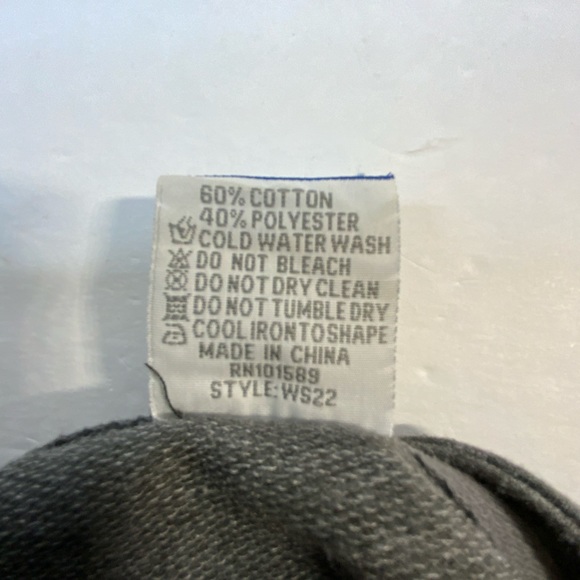 60% COTTON
40% POLYESTER
COLD WATER WASH
DO NOT BLEACH
DO NOT DRY CLEAN
DO NOT TUMBLE DRY
COOL IRON TO SHAPE
MADE IN CHINA
RN101589
STYLE:WS22